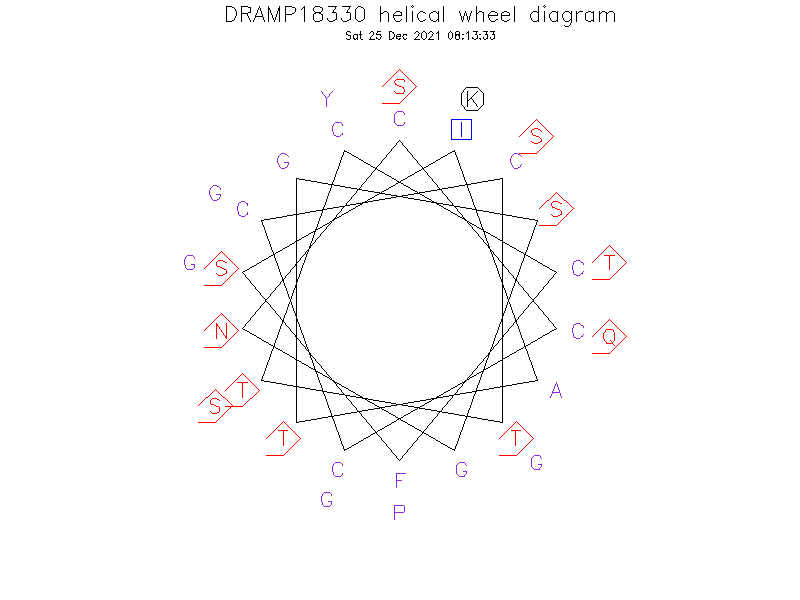 DRAMP18330 helical wheel diagram
Sat 25 Dec 2021 08:13:33
S
Y
K
C
C
I
S
G
C
G
C
S
G
S
C
T
N
C
Q
T
A
S
T
T
G
C
F
G
G
P